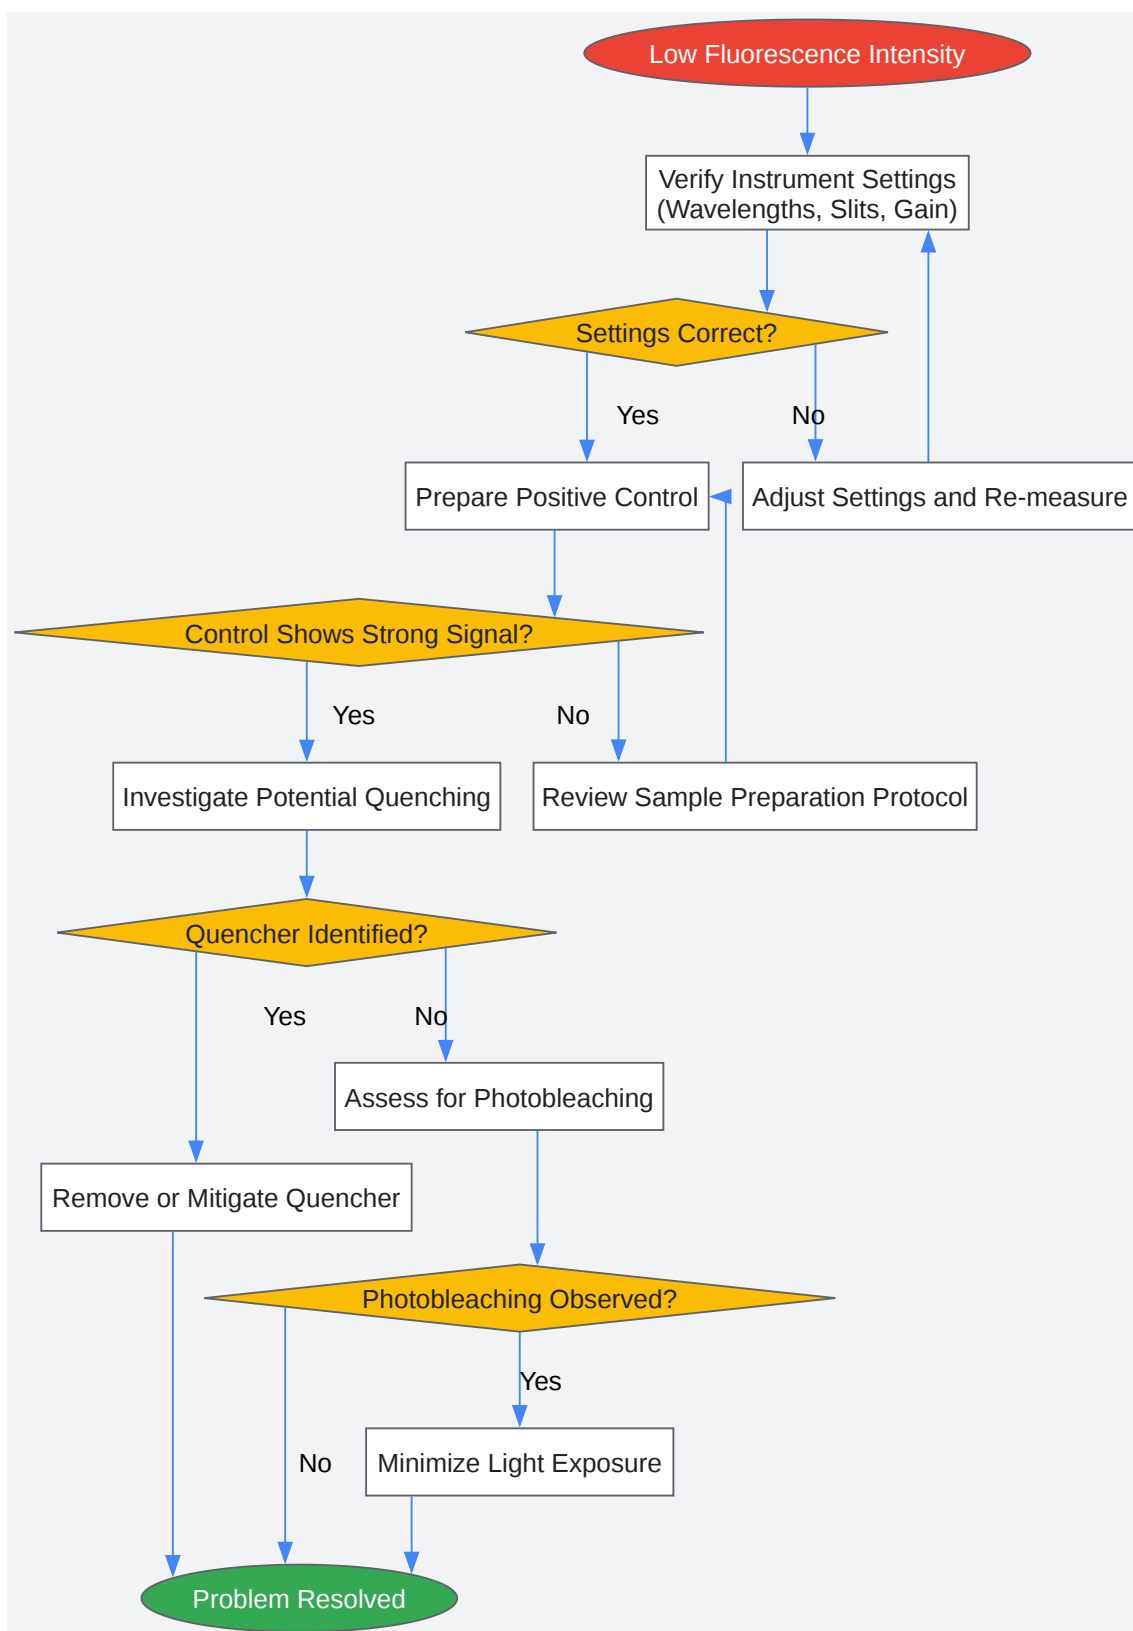 Low Fluorescence Intensity
Verify Instrument Settings
(Wavelengths, Slits, Gain)
Settings Correct?
Yes
No
Prepare Positive Control
Adjust Settings and Re-measure
Control Shows Strong Signal?
Yes
No
Investigate Potential Quenching
Review Sample Preparation Protocol
Quencher Identified?
Yes
No
Assess for Photobleaching
Remove or Mitigate Quencher
Photobleaching Observed?
Yes
No
Minimize Light Exposure
Problem Resolved